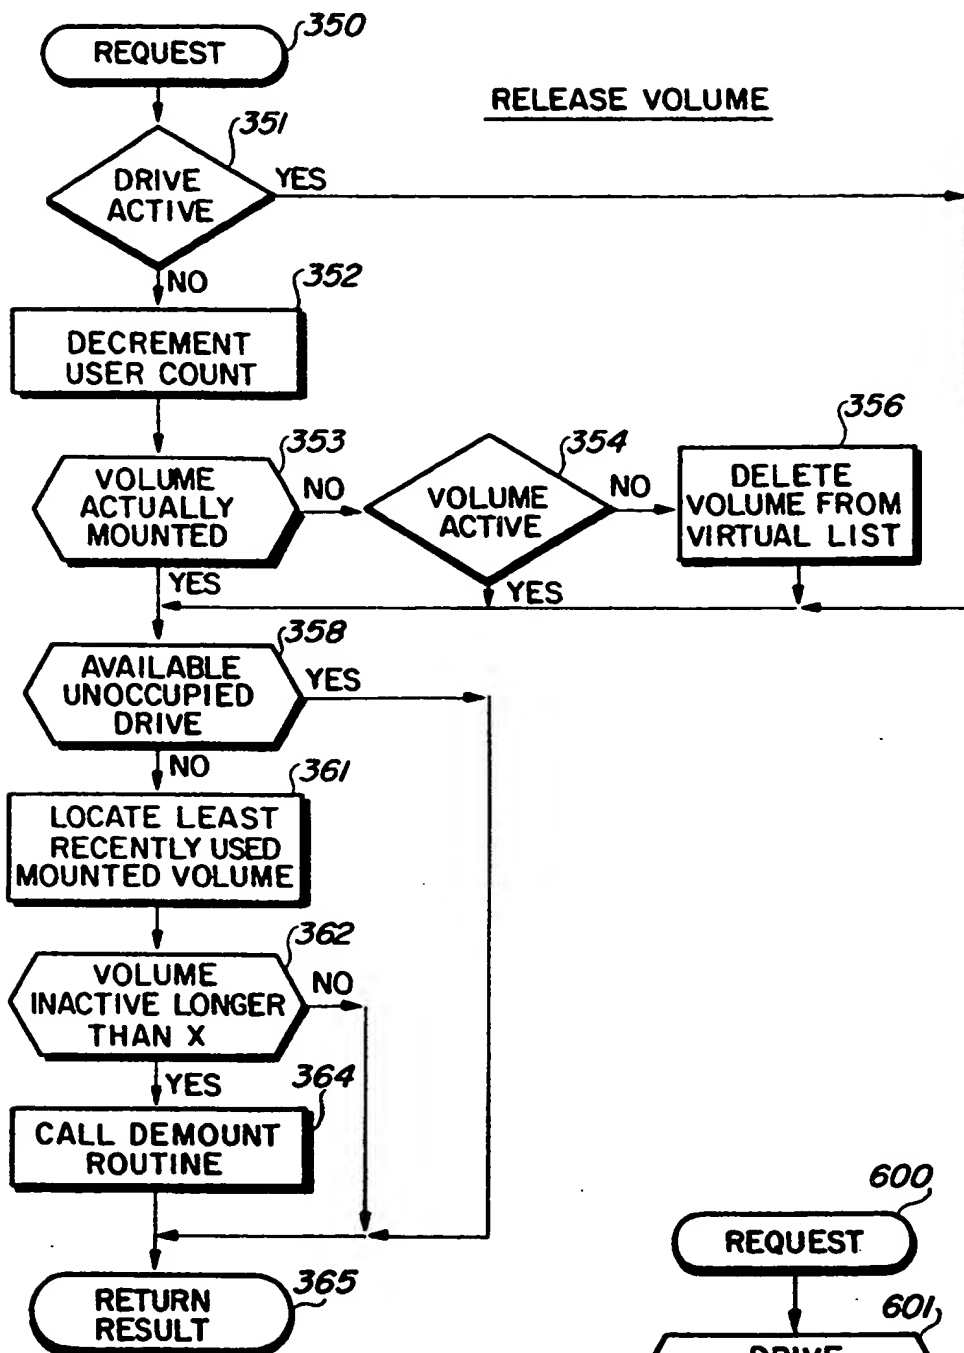 REQUEST
350
RELEASE VOLUME
351
DRIVE
ACTIVE
YES
NO
352
DECREMENT
USER COUNT
353
VOLUME
ACTUALLY
MOUNTED
NO
YES
354
VOLUME
ACTIVE
NO
YES
356
DELETE
VOLUME FROM
VIRTUAL LIST
358
AVAILABLE
UNOCCUPIED
DRIVE
YES
NO
361
LOCATE LEAST
RECENTLY USED
MOUNTED VOLUME
362
VOLUME
INACTIVE LONGER
THAN X
NO
YES
364
CALL DEMOUNT
ROUTINE
365
RETURN
RESULT
600
REQUEST
601
DRIVE